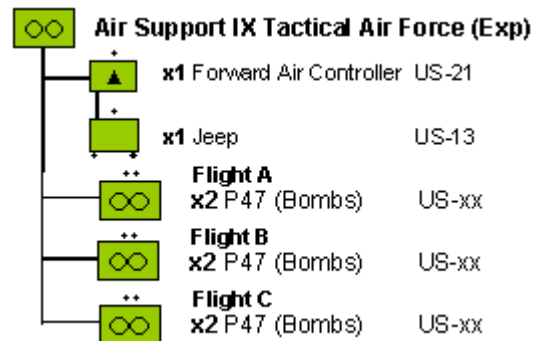 Air Support IX Tactical Air Force (Exp)
x1 Forward Air Controller US-21
x1 Jeep US-13
Flight A
x2 P47 (Bombs) US-xx
Flight B
x2 P47 (Bombs) US-xx
Flight C
x2 P47 (Bombs) US-xx